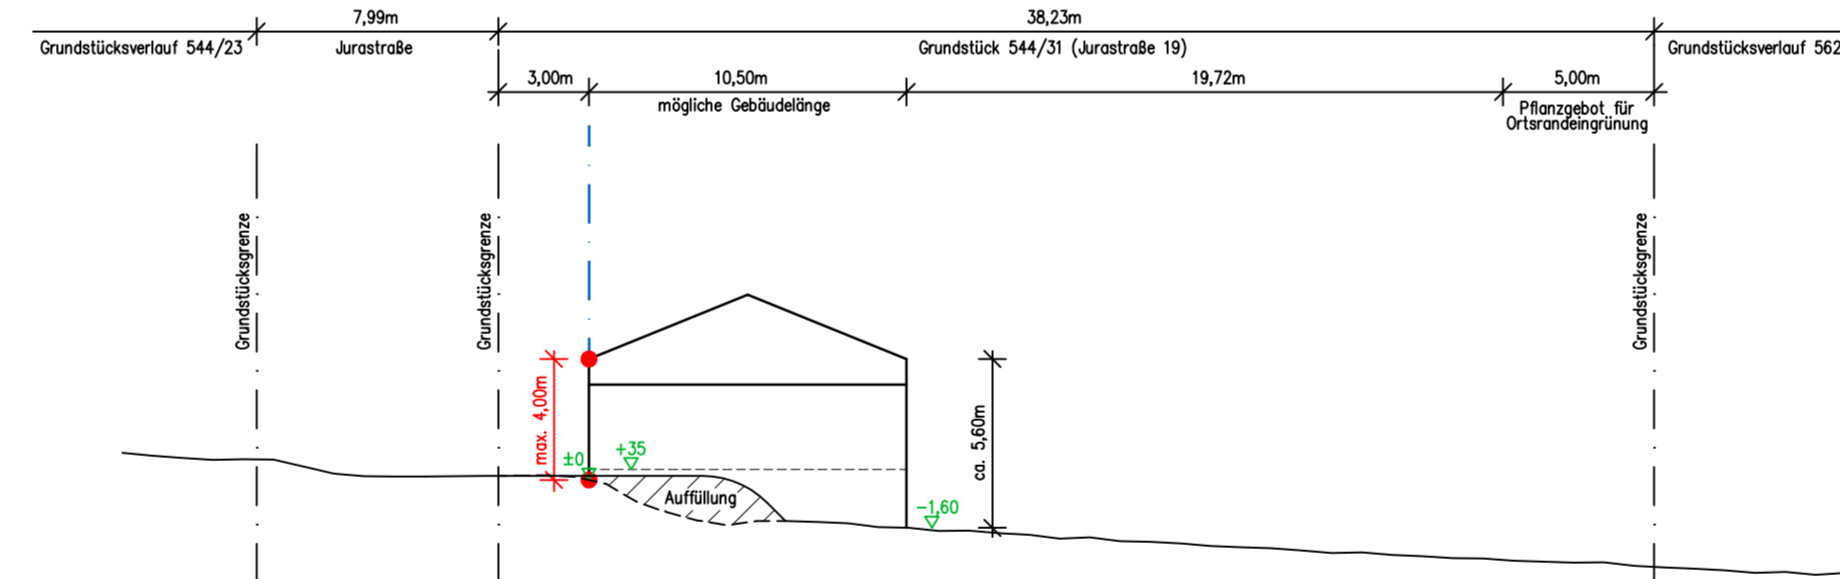 7,99m
38,23m
Grundstücksverlauf 544/23
Jurastraße
Grundstück 544/31 (Jurastraße 19)
Grundstücksverlauf 562
3,00m
10,50m
19,72m
5,00m
mögliche Gebäudelänge
Pflanzgebot für
Ortsrandeingrünung
Grundstücksgrenze
Grundstücksgrenze
Grundstücksgrenze
max. 4,00m
±0
+35
Auffüllung
-1,60
ca. 5,60m